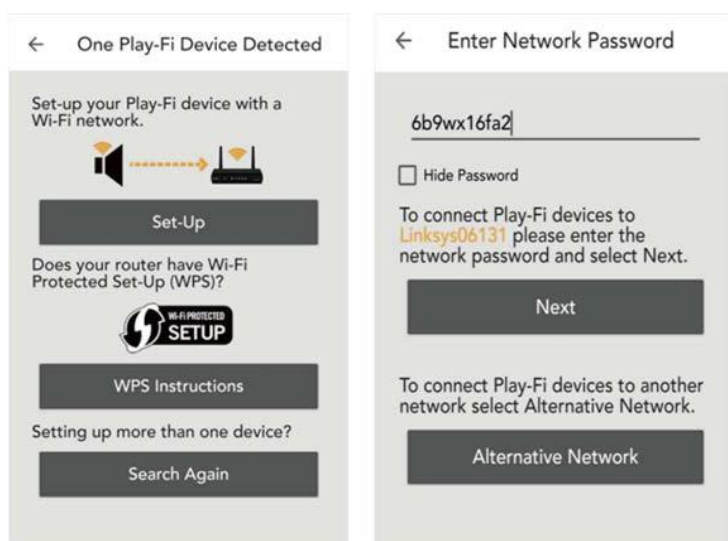 One Play-Fi Device Detected
Set-up your Play-Fi device with a
Wi-Fi network.
Set-Up
Does your router have Wi-Fi
Protected Set-Up (WPS)?
Wi-Fi PROTECTED
SETUP
WPS Instructions
Setting up more than one device?
Search Again
Enter Network Password
6b9wx16fa2
Hide Password
To connect Play-Fi devices to
Linksys06131 please enter the
network password and select Next.
Next
To connect Play-Fi devices to another
network select Alternative Network.
Alternative Network